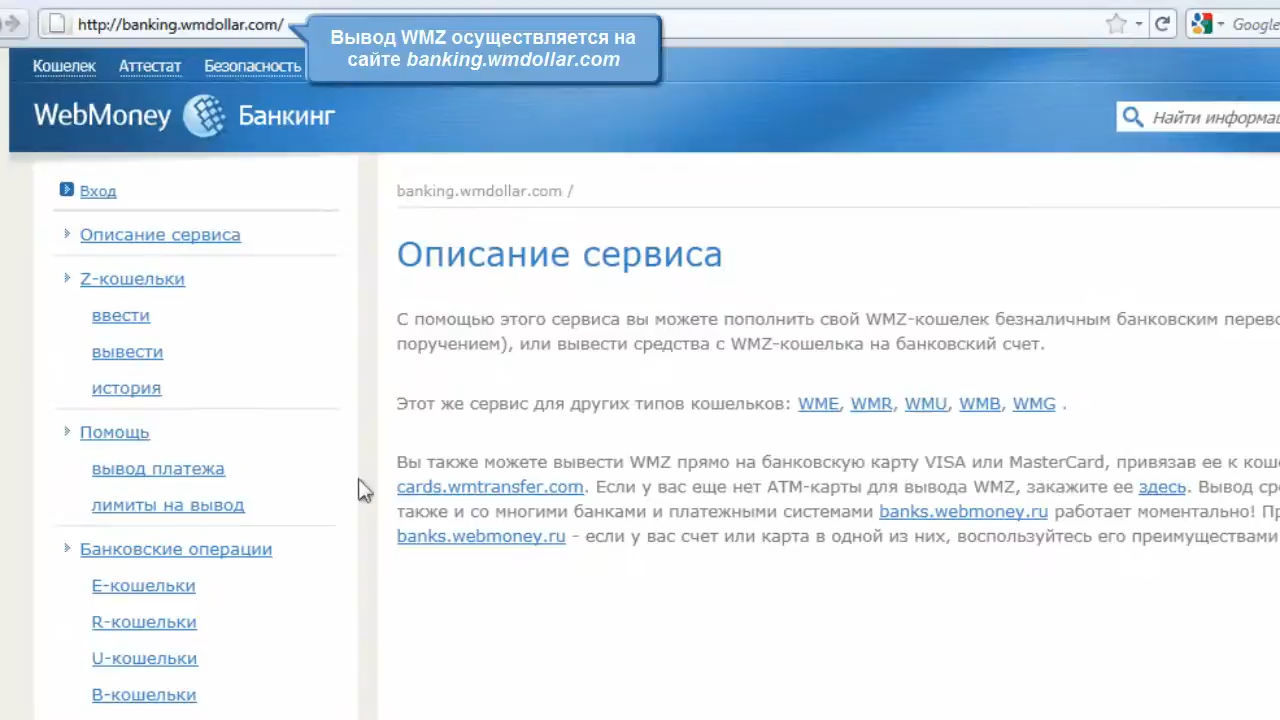 http://banking.wmdollar.com/
Вывод WMZ осуществляется на
сайте banking.wmdollar.com
Google
Кошелек Аттестат Безопасность
WebMoney Банкинг
Найти
Вход
Описание сервиса
Z-кошельки
ввести
вывести
история
Помощь
вывод платежа
лимиты на вывод
Банковские операции
E-кошельки
R-кошельки
U-кошельки
B-кошельки
banking.wmdollar.com /
Описание сервиса
С помощью этого сервиса вы можете пополнить свой WMZ-кошелек безналичным банковским
поручением), или вывести средства с WMZ-кошелька на банковский счет.
Этот же сервис для других типов кошельков: WME, WMR, WMU, WMB, WMG .
Вы также можете вывести WMZ прямо на банковскую карту VISA или MasterCard, привязав ее к
cards.wmtransfer.com. Если у вас еще нет ATM-карты для вывода WMZ, закажите ее здесь. Вывод
также и со многими банками и платежными системами banks.webmoney.ru работает моментально!
banks.webmoney.ru - если у вас счет или карта в одной из них, воспользуйтесь его преимуществами